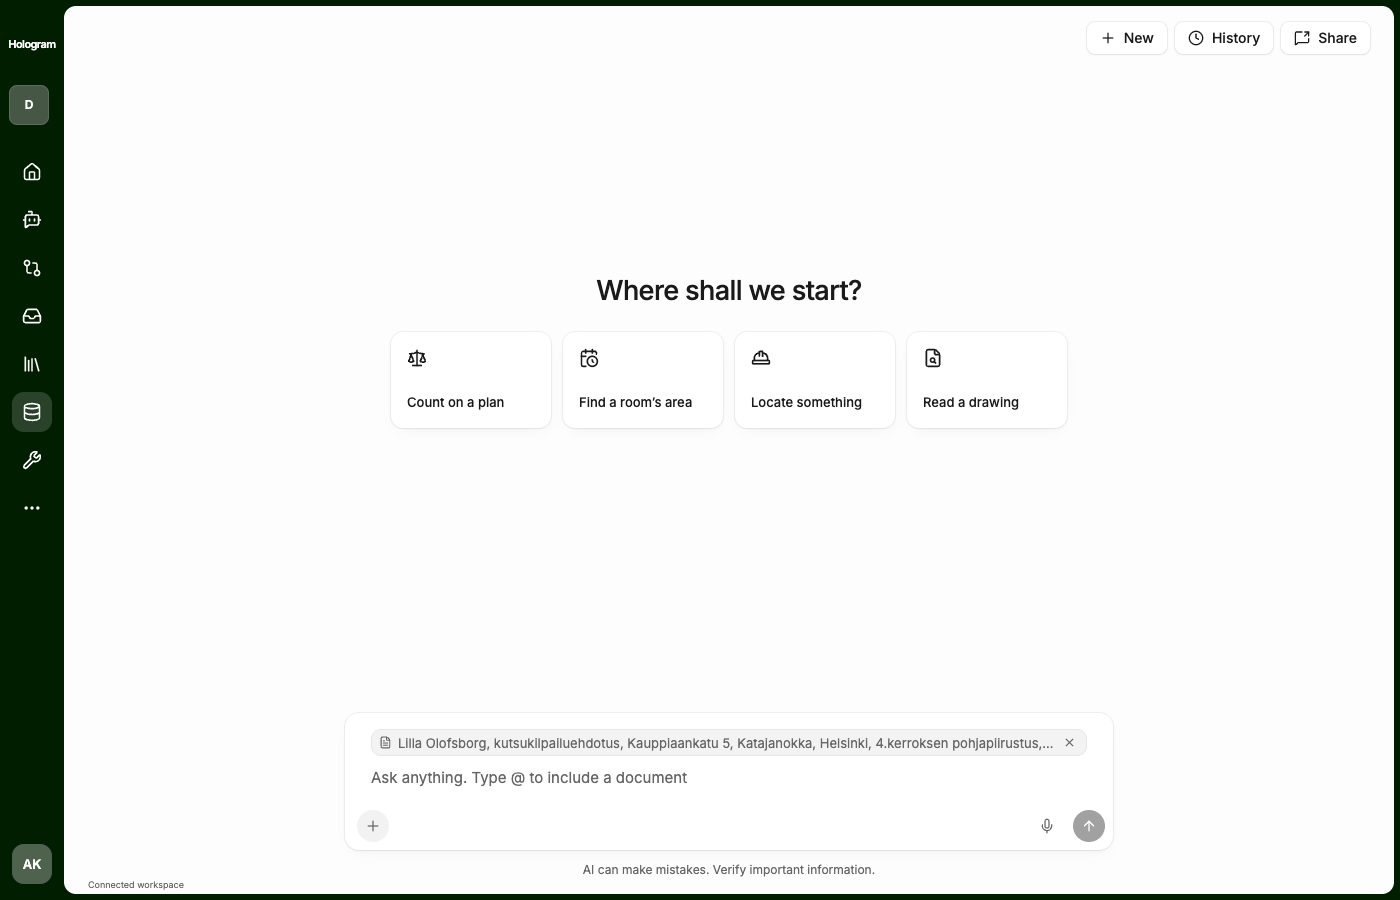 Hologram
D
New
History
Share
Where shall we start?
Count on a plan
Find a room’s area
Locate something
Read a drawing
Lilla Olofsborg, kutsukilpailuehdotus, Kauppiaankatu 5, Katajanokka, Helsinki, 4.kerroksen pohjapiirustus,...
Ask anything. Type @ to include a document
AI can make mistakes. Verify important information.
AK
Connected workspace